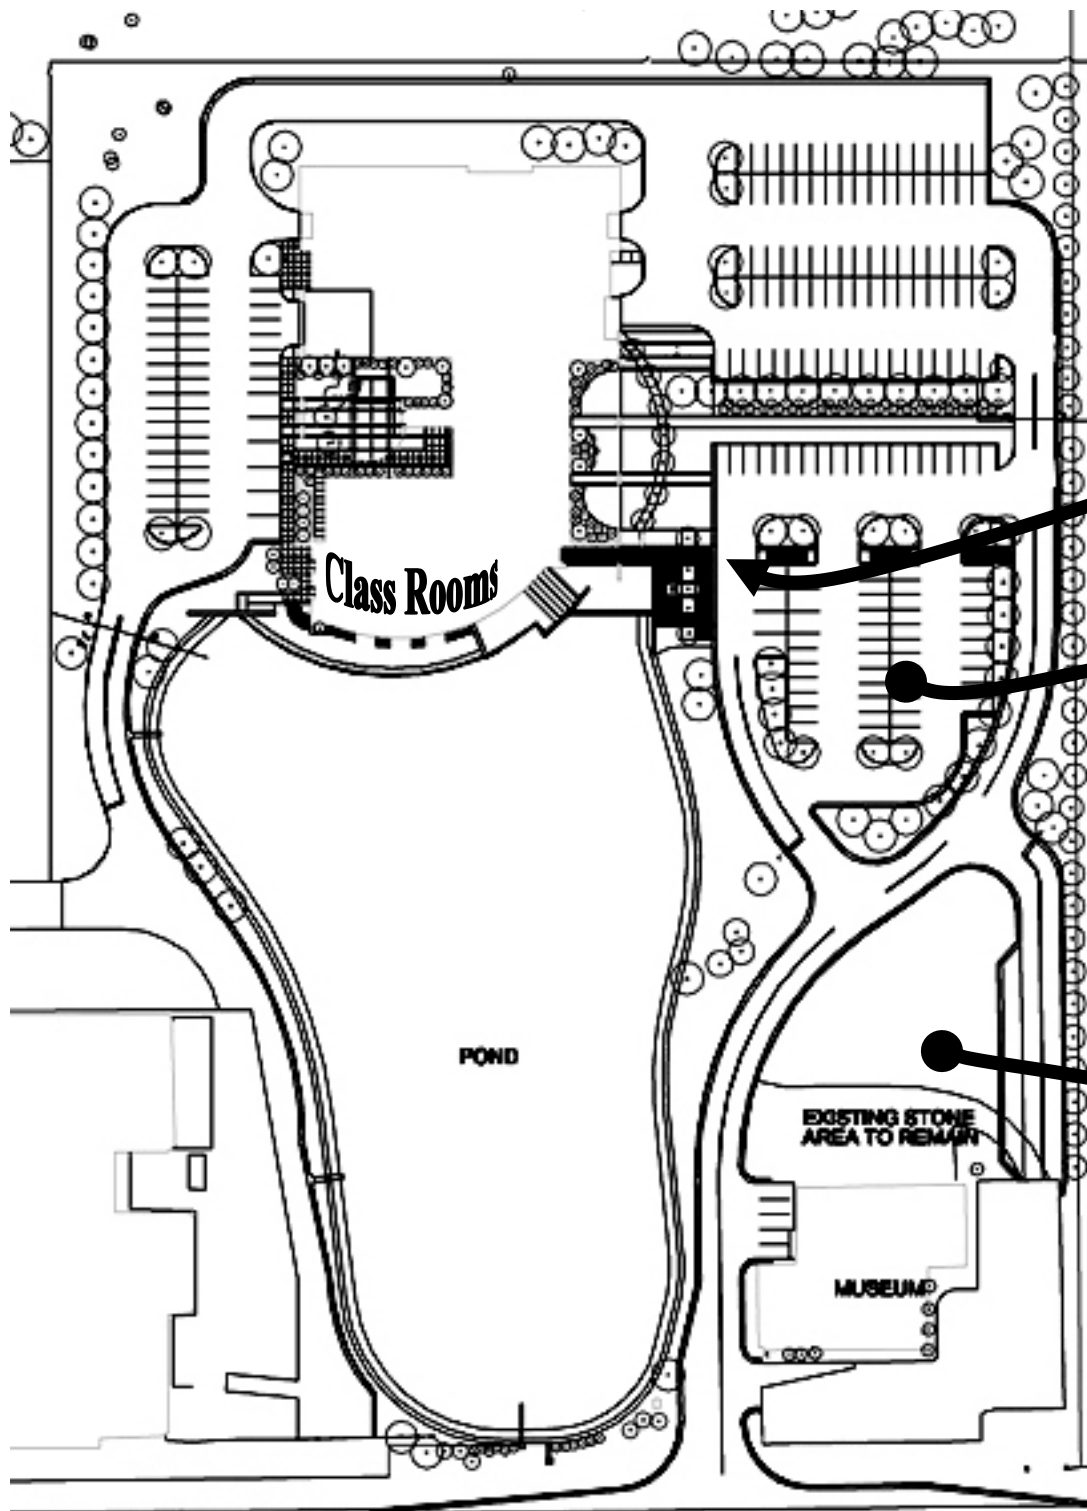 Class Rooms
POND
EXISTING STONE
AREA TO REMAIN
MUSEUM